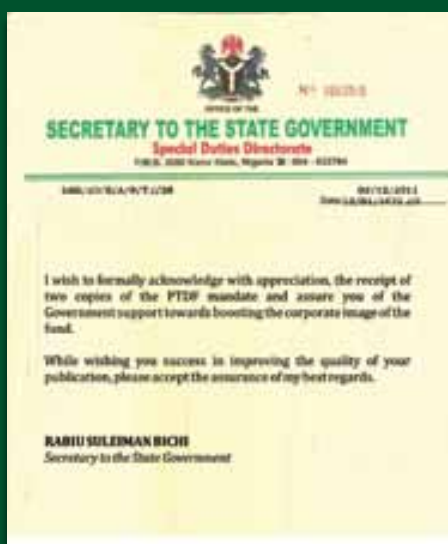 OFFICE OF THE
SECRETARY TO THE STATE GOVERNMENT
Special Duties Directorate
I wish to formally acknowledge with appreciation, the receipt of
two copies of the PTDF mandate and assure you of the
Government support towards boosting the corporate image of the
fund.
While wishing you success in improving the quality of your
publication, please accept the assurance of my best regards.
RABIU SULEIMAN BICHI
Secretary to the State Government